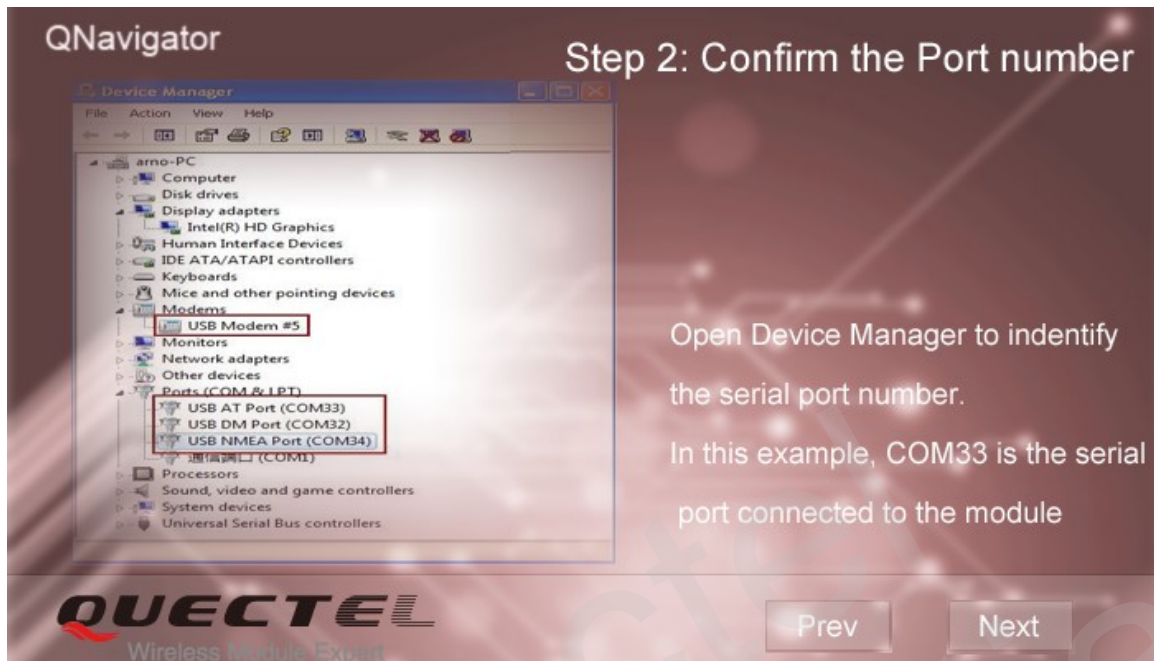 QNavigator
Step 2: Confirm the Port number
Device Manager
File Action View Help
arno-PC
Computer
Disk drives
Display adapters
Intel(R) HD Graphics
Human Interface Devices
IDE ATA/ATAPI controllers
Keyboards
Mice and other pointing devices
Modems
USB Modem #5
Monitors
Network adapters
Other devices
Ports (COM & LPT)
USB AT Port (COM33)
USB DM Port (COM32)
USB NMEA Port (COM34)
通信端口 (COM1)
Processors
Sound, video and game controllers
System devices
Universal Serial Bus controllers
Open Device Manager to indentify
the serial port number.
In this example, COM33 is the serial
port connected to the module
QUECTEL
Wireless Module Expert
Prev Next